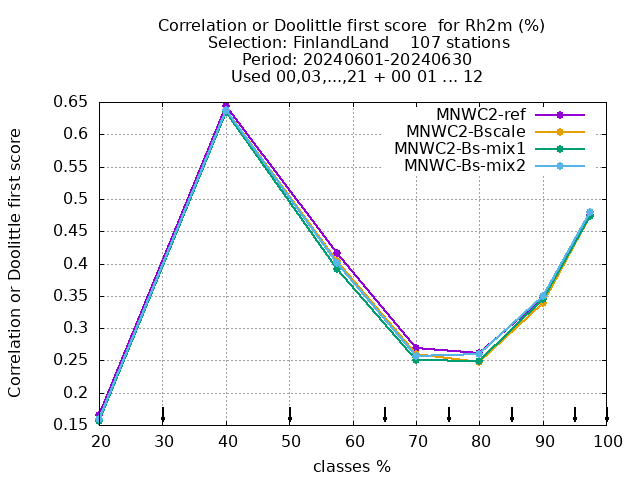 Correlation or Doolittle first score  for Rh2m (%)
Selection: FinlandLand    107 stations
Period: 20240601-20240630
Used 00,03,...,21 + 00 01 ... 12
Correlation or Doolittle first score
0.65
0.6
0.55
0.5
0.45
0.4
0.35
0.3
0.25
0.2
0.15
MNWC2-ref
MNWC2-Bscale
MNWC2-Bs-mix1
MNWC-Bs-mix2
20 30 40 50 60 70 80 90 100
classes %